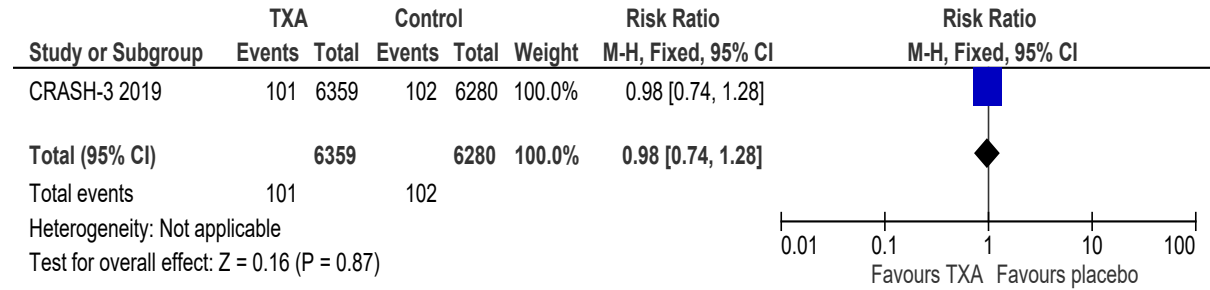 TXA Control Risk Ratio Risk Ratio
Study or Subgroup Events Total Events Total Weight M-H, Fixed, 95% CI M-H, Fixed, 95% CI
CRASH-3 2019 101 6359 102 6280 100.0% 0.98 [0.74, 1.28]
Total (95% CI) 6359 6280 100.0% 0.98 [0.74, 1.28]
Total events 101 102
Heterogeneity: Not applicable
Test for overall effect: Z = 0.16 (P = 0.87)
0.01 0.1 1 10 100
Favours TXA Favours placebo